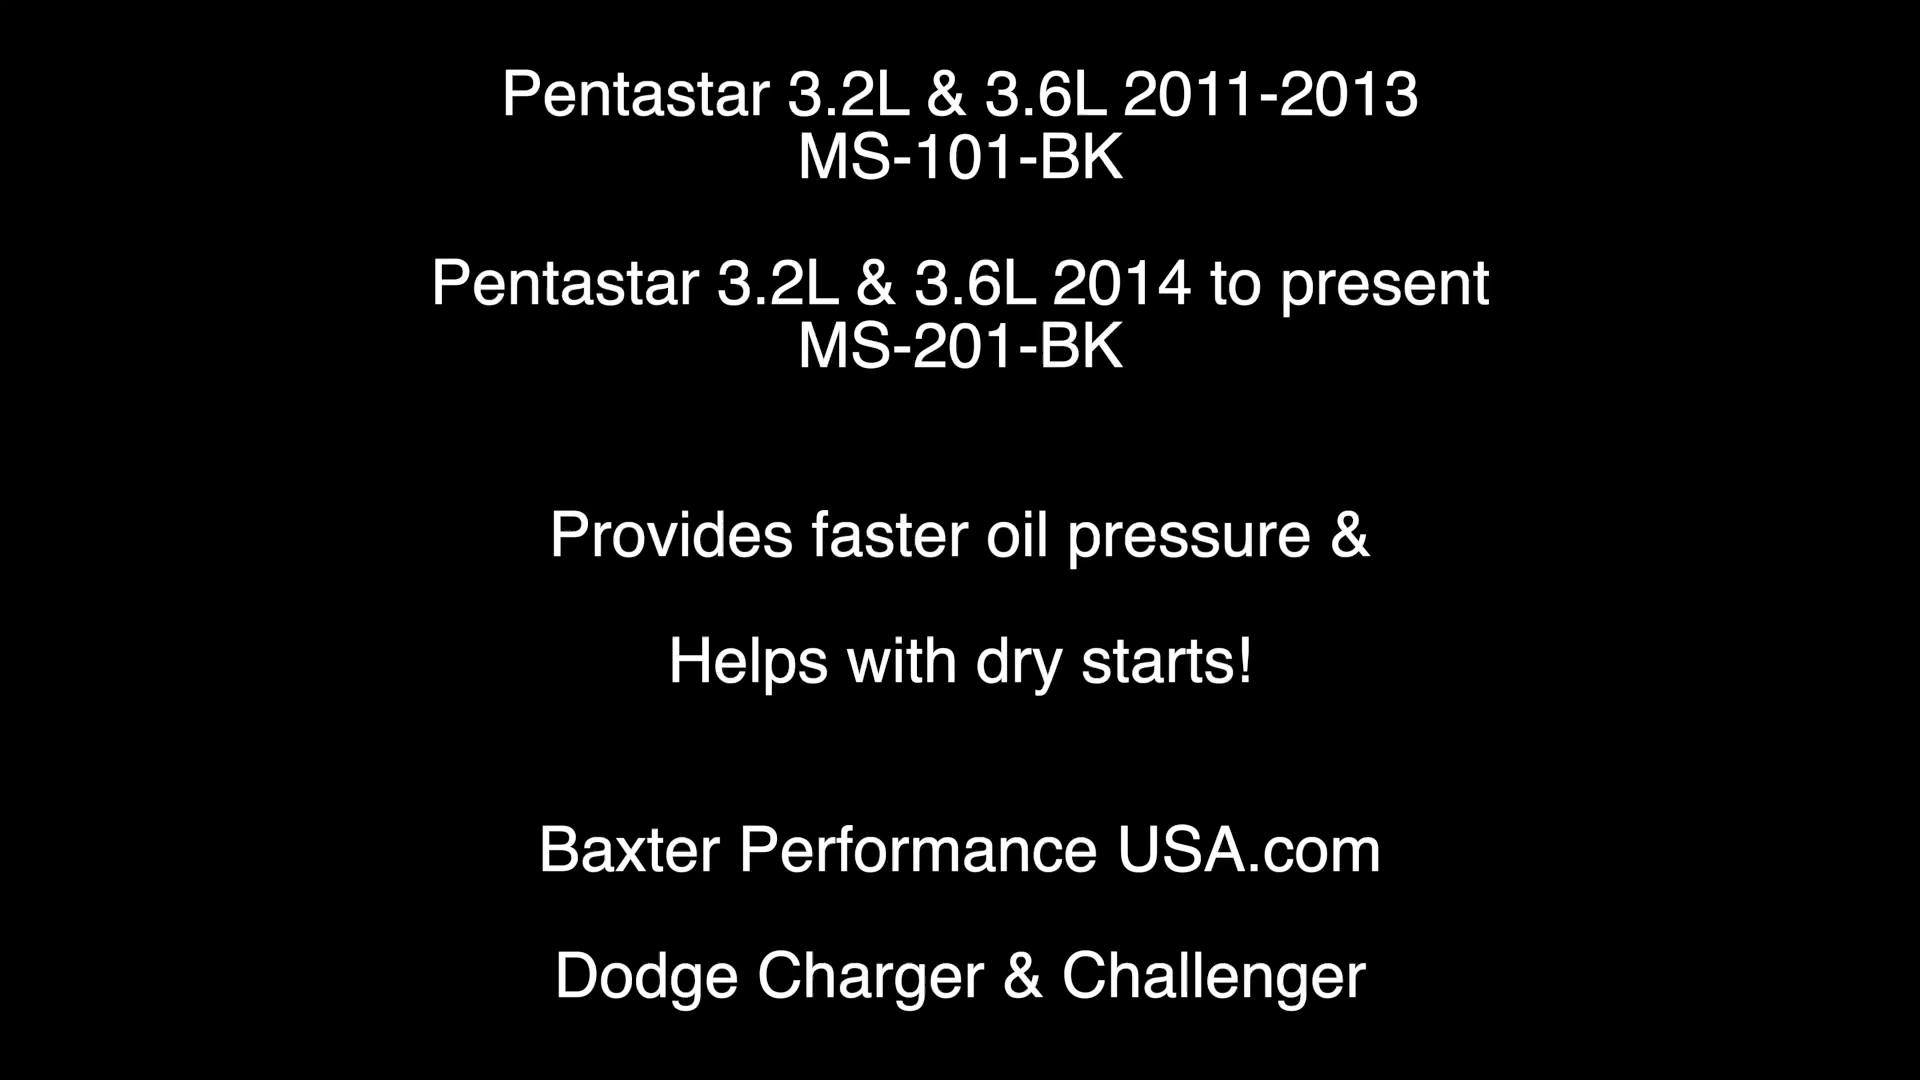 Pentastar 3.2L & 3.6L 2011-2013
MS-101-BK
Pentastar 3.2L & 3.6L 2014 to present
MS-201-BK
Provides faster oil pressure &
Helps with dry starts!
Baxter Performance USA.com
Dodge Charger & Challenger